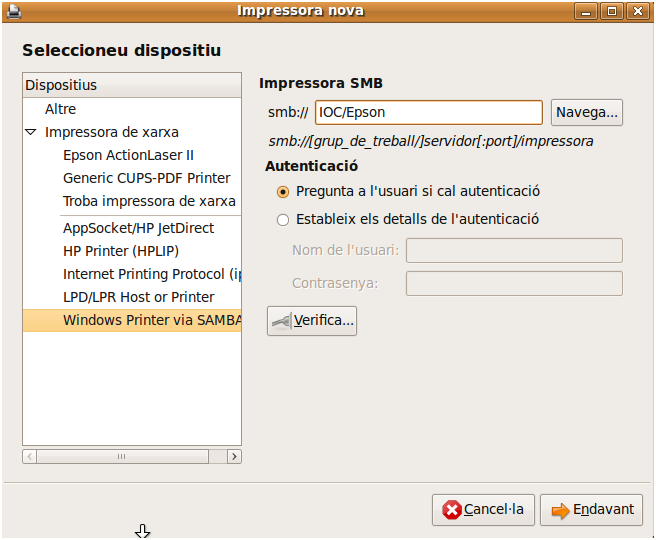 Impressora nova
Seleccioneu dispositiu
Dispositius
Altre
Impressora de xarxa
Epson ActionLaser II
Generic CUPS-PDF Printer
Troba impressora de xarxa
AppSocket/HP JetDirect
HP Printer (HPLIP)
Internet Printing Protocol (ip
LPD/LPR Host or Printer
Windows Printer via SAMBA
Impressora SMB
smb:// IOC/Epson Navega...
smb://[grup_de_treball/]servidor[:port]/impressora
Autenticació
Pregunta a l'usuari si cal autenticació
Estableix els detalls de l'autenticació
Nom de l'usuari:
Contrasenya:
Verifica...
Cancel·la Endavant